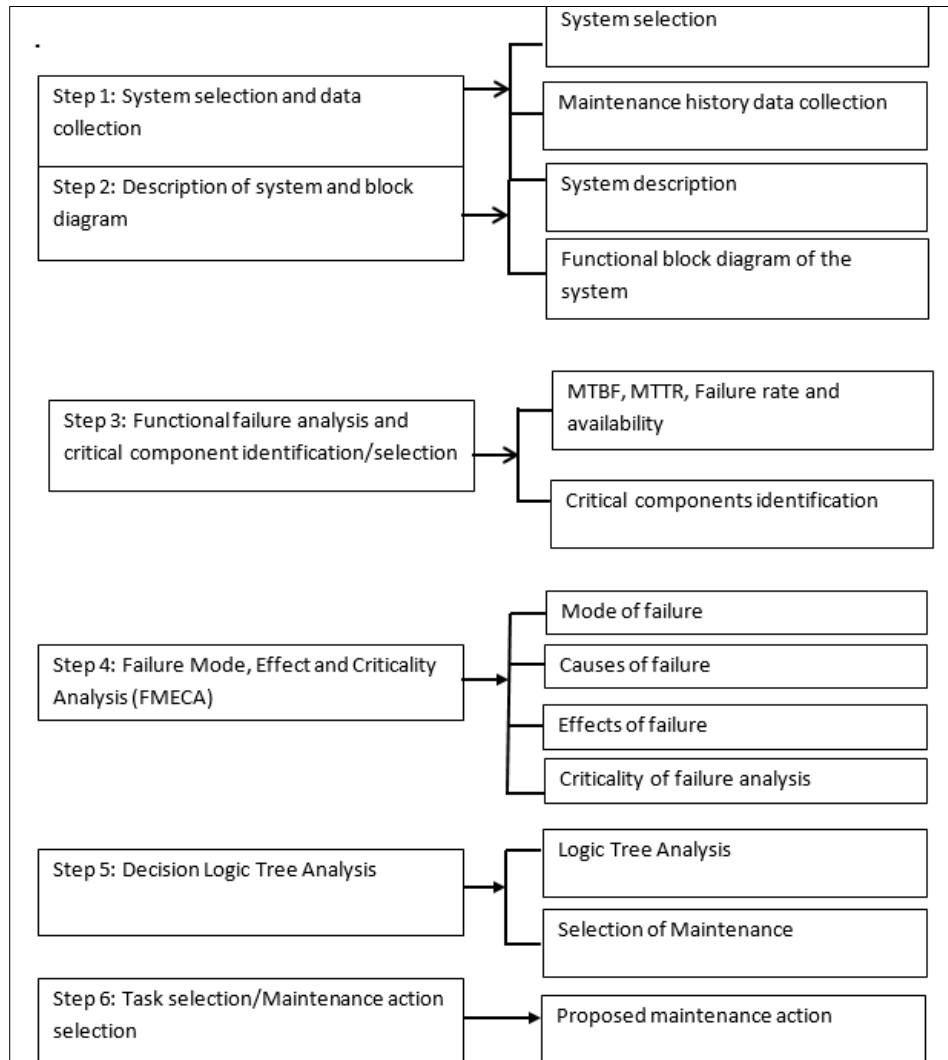 System selection
Step 1: System selection and data
collection
Maintenance history data collection
Step 2: Description of system and block
diagram
System description
Functional block diagram of the
system
Step 3: Functional failure analysis and
critical component identification/selection
MTBF, MTTR, Failure rate and
availability
Critical components identification
Step 4: Failure Mode, Effect and Criticality
Analysis (FMECA)
Mode of failure
Causes of failure
Effects of failure
Criticality of failure analysis
Step 5: Decision Logic Tree Analysis
Logic Tree Analysis
Selection of Maintenance
Step 6: Task selection/Maintenance action
selection
Proposed maintenance action